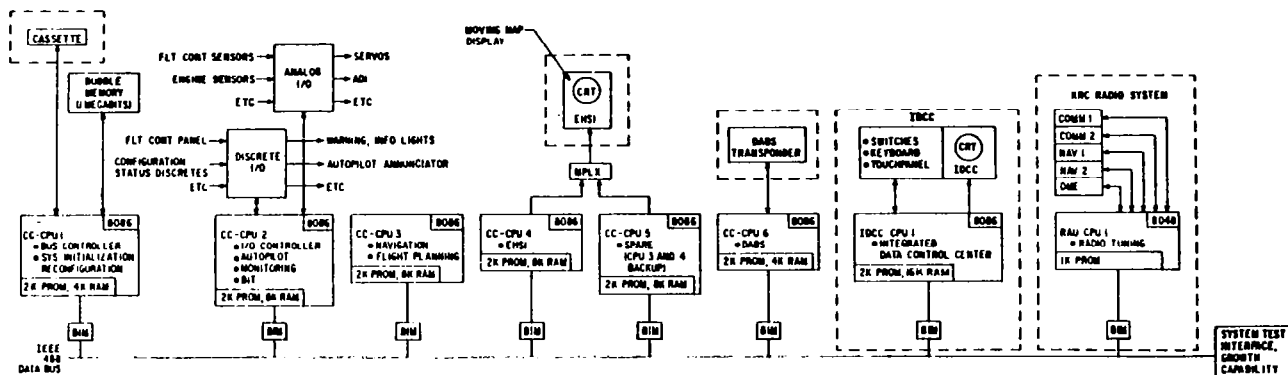 CASSETTE
BUBBLE
MEMORY
(1MEGABITS)
FLT CONT SENSORS
ENGINE SENSORS
ETC
ANALOG
I/O
SERVOS
ADI
ETC
FLT CONT PANEL
CONFIGURATION
STATUS DISCRETES
ETC
DISCRETE
I/O
WARNING, INFO LIGHTS
AUTOPILOT ANNUNCIATOR
ETC
MOVING MAP
DISPLAY
CRT
EHSI
MPLX
DABS
TRANSPONDER
IDCC
SWITCHES
KEYBOARD
TOUCHPANEL
CRT
IDCC
KRC RADIO SYSTEM
COMM 1
COMM 2
NAV 1
NAV 2
DME
8086
CC-CPU 1
BUS CONTROLLER
SYS INITIALIZATION
RECONFIGURATION
2K PROM, 4K RAM
8086
CC-CPU 2
I/O CONTROLLER
AUTOPILOT
MONITORING
BIT
2K PROM, 8K RAM
8086
CC-CPU 3
NAVIGATION
FLIGHT PLANNING
2K PROM, 8K RAM
8086
CC-CPU 4
EHSI
2K PROM, 8K RAM
8086
CC-CPU 5
SPARE
(CPU 3 AND 4
BACKUP)
2K PROM, 8K RAM
8086
CC-CPU 6
DABS
2K PROM, 4K RAM
8086
IDCC CPU 1
INTEGRATED
DATA CONTROL CENTER
2K PROM, 16K RAM
8048
RAU CPU 1
RADIO TUNING
1K PROM
BIM
BIM
BIM
BIM
BIM
BIM
BIM
BIM
IEEE
488
DATA BUS
SYSTEM TEST
INTERFACE,
GROWTH
CAPABILITY